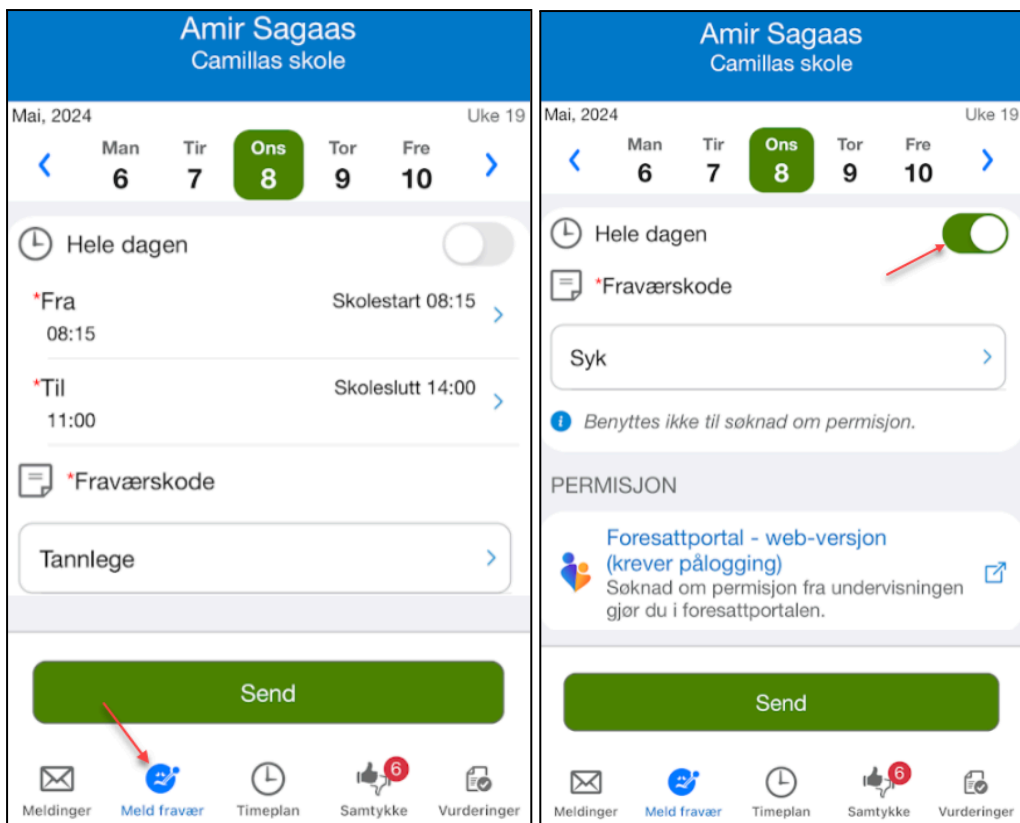 Amir Sagaas
Camillas skole
Mai, 2024 Uke 19
Man Tir Ons Tor Fre
6 7 8 9 10
Hele dagen
*Fra Skolestart 08:15
08:15
*Til Skoleslutt 14:00
11:00
*Fraværskode
Tannlege
Send
6
Meldinger Meld fravær Timeplan Samtykke Vurderinger
Amir Sagaas
Camillas skole
Mai, 2024 Uke 19
Man Tir Ons Tor Fre
6 7 8 9 10
Hele dagen
*Fraværskode
Syk
Benyttes ikke til søknad om permisjon.
PERMISJON
Foresattportal - web-versjon
(krever pålogging)
Søknad om permisjon fra undervisningen
gjør du i foresattportalen.
Send
6
Meldinger Meld fravær Timeplan Samtykke Vurderinger